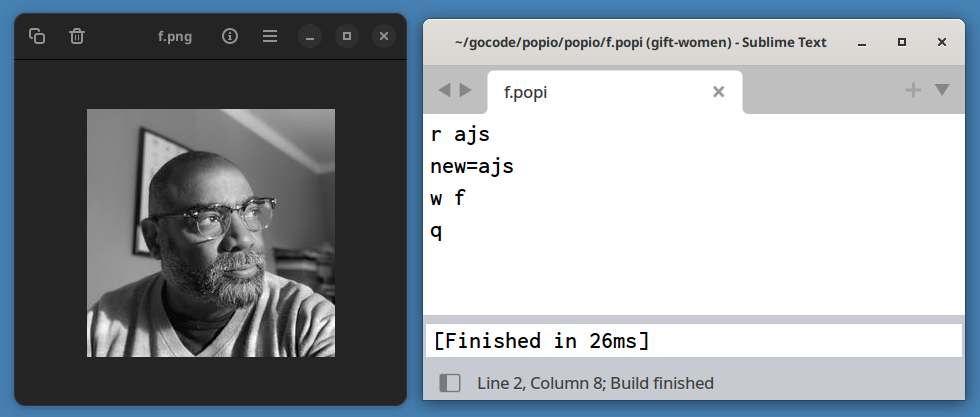 f.png
~/gocode/popio/popio/f.popi (gift-women) - Sublime Text
f.popi
r ajs
new=ajs
w f
q
[Finished in 26ms]
Line 2, Column 8; Build finished